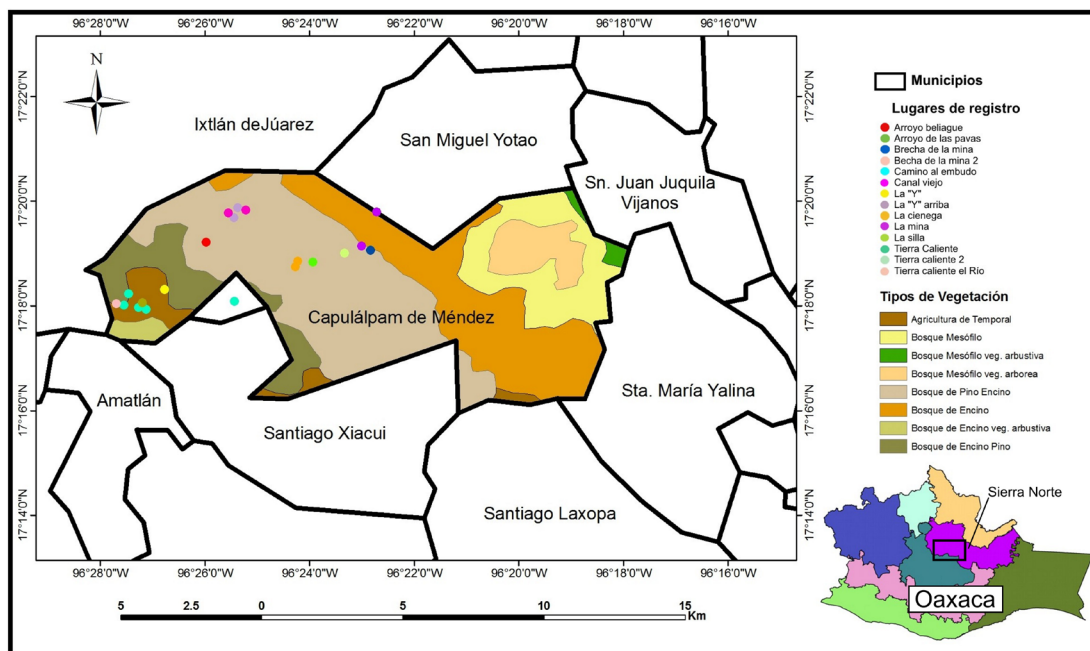 96°28'0"W 96°26'0"W 96°24'0"W 96°22'0"W 96°20'0"W 96°18'0"W 96°16'0"W
N
17°22'0"N
17°20'0"N
17°18'0"N
17°16'0"N
17°14'0"N
Ixtlán deJúarez
San Miguel Yotao
Sn. Juan Juquila
Vijanos
Capulálpam de Méndez
Amatlán
Santiago Xiacui
Sta. María Yalina
Santiago Laxopa
17°22'0"N
17°20'0"N
17°18'0"N
17°16'0"N
17°14'0"N
96°28'0"W 96°26'0"W 96°24'0"W 96°22'0"W 96°20'0"W 96°18'0"W 96°16'0"W
5 2.5 0 5 10 15
Km
Municipios
Lugares de registro
Arroyo beliague
Arroyo de las pavas
Brecha de la mina
Becha de la mina 2
Camino al embudo
Canal viejo
La "Y"
La "Y" arriba
La cienega
La mina
La silla
Tierra Caliente
Tierra caliente 2
Tierra caliente el Río
Tipos de Vegetación
Agricultura de Temporal
Bosque Mesófilo
Bosque Mesófilo veg. arbustiva
Bosque Mesófilo veg. arborea
Bosque de Pino Encino
Bosque de Encino
Bosque de Encino veg. arbustiva
Bosque de Encino Pino
Sierra Norte
Oaxaca